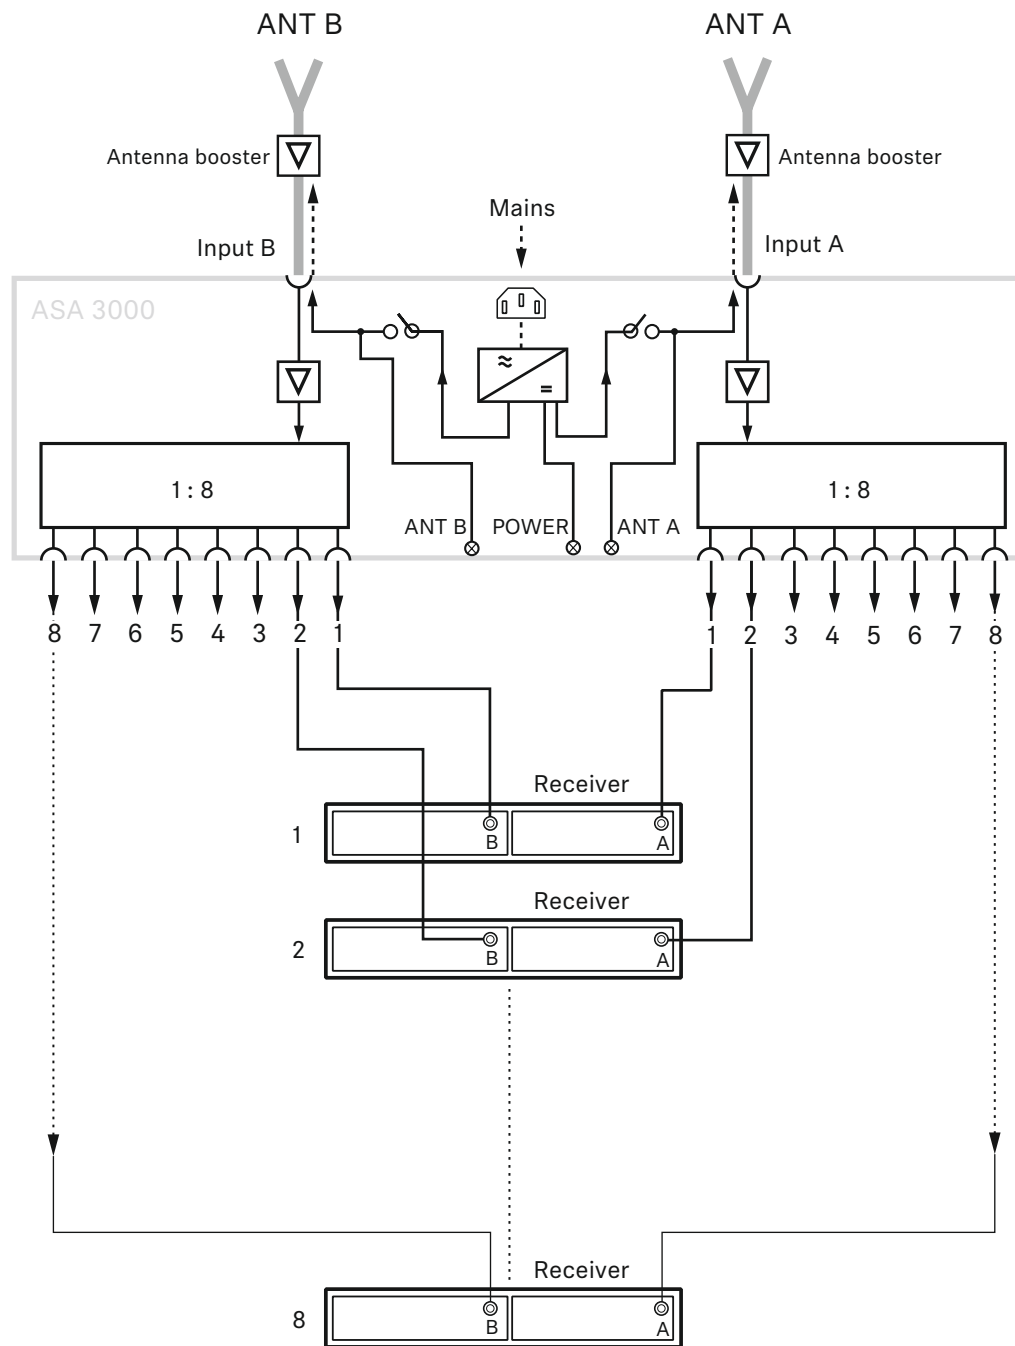 ANT B
ANT A
Antenna booster
Antenna booster
Mains
Input B
Input A
ASA 3000
1 : 8
1 : 8
ANT B
POWER
ANT A
8 7 6 5 4 3 2 1
1 2 3 4 5 6 7 8
Receiver
1
B
A
Receiver
2
B
A
Receiver
8
B
A